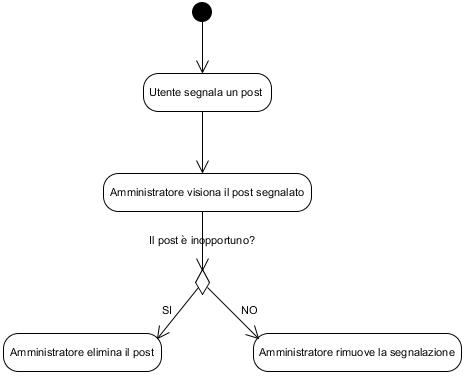 Utente segnala un post
Amministratore visiona il post segnalato
Il post è inopportuno?
SI
NO
Amministratore elimina il post
Amministratore rimuove la segnalazione